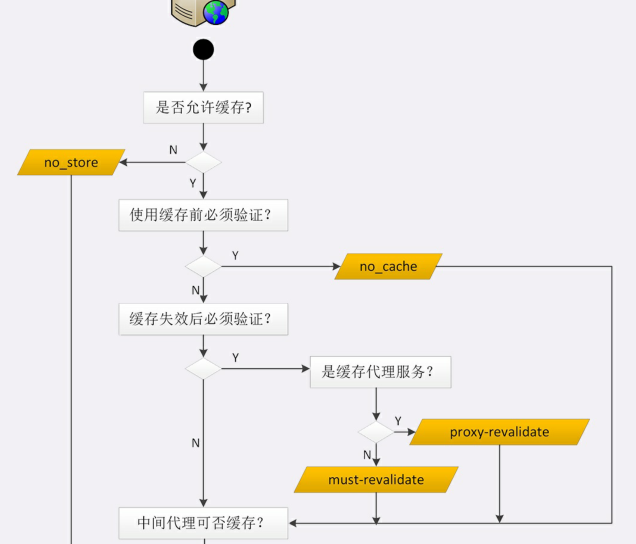 是否允许缓存?
N
no_store
Y
使用缓存前必须验证?
Y
no_cache
N
缓存失效后必须验证?
Y
是缓存代理服务?
Y
proxy-revalidate
N
N
must-revalidate
中间代理可否缓存?